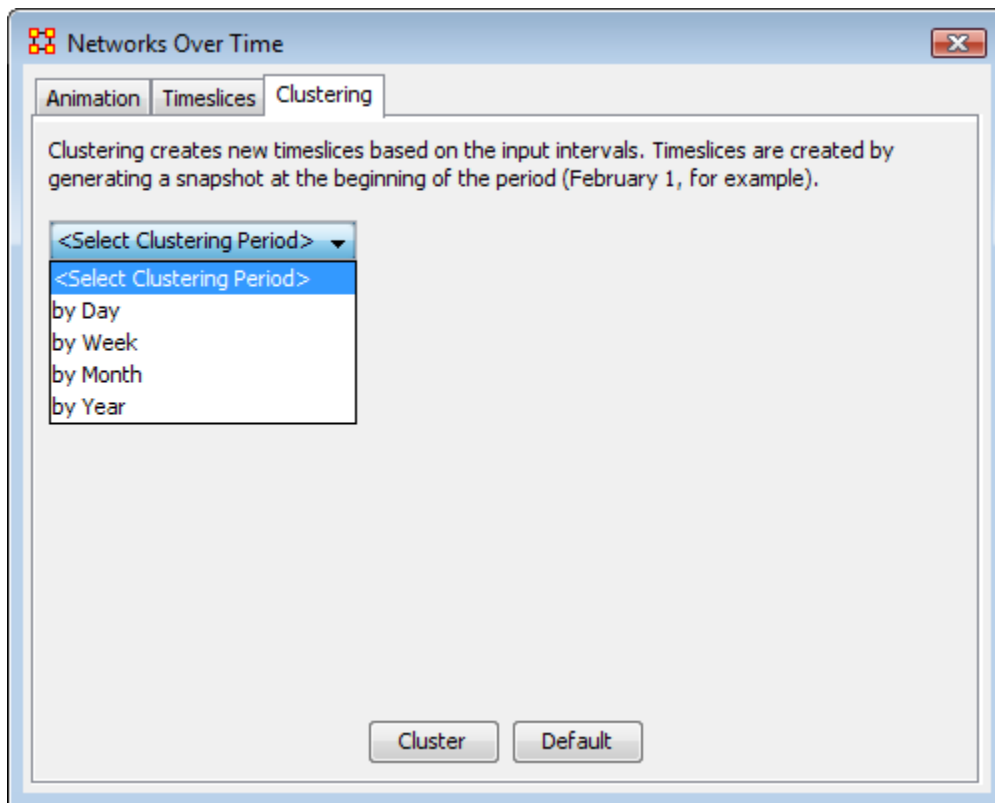 Networks Over Time
Animation Timeslices Clustering
Clustering creates new timeslices based on the input intervals. Timeslices are created by
generating a snapshot at the beginning of the period (February 1, for example).
<Select Clustering Period>
<Select Clustering Period>
by Day
by Week
by Month
by Year
Cluster Default